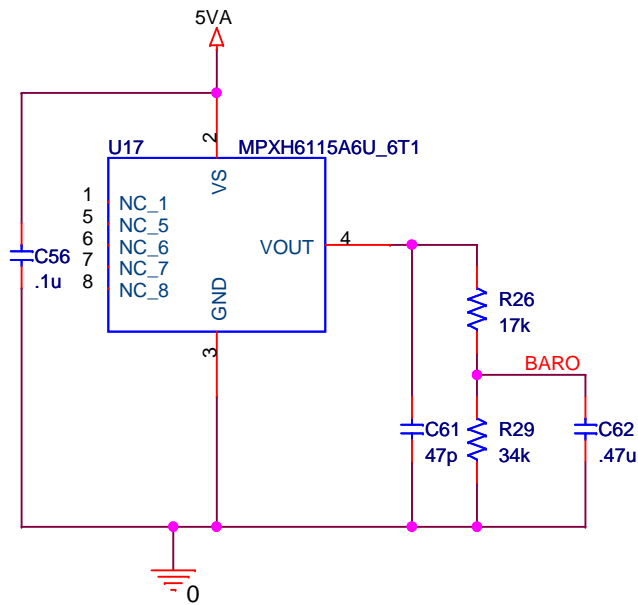 5VA
U17
MPXH6115A6U_6T1
2
VS
1
NC_1
5
NC_5
6
NC_6
7
NC_7
8
NC_8
VOUT
4
GND
3
C56
.1u
R26
17k
BARO
C61
47p
R29
34k
C62
.47u
0